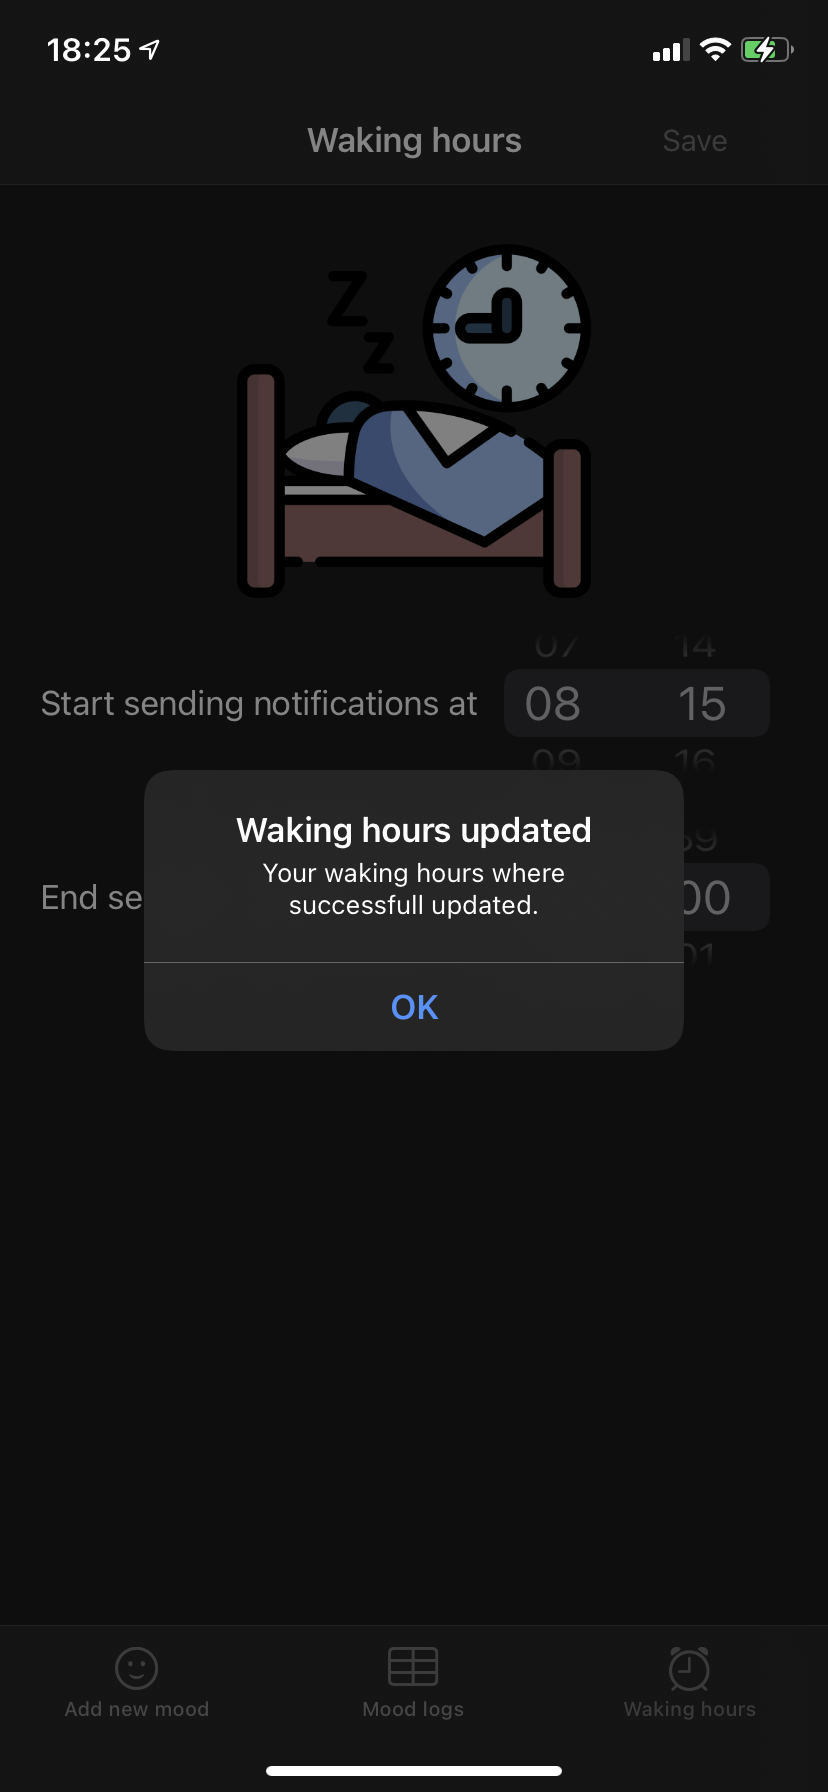 18:25
Waking hours
Save
Z
z
07 14
Start sending notifications at 08 15
09 16
59
End se 00
01
Waking hours updated
Your waking hours where
successfull updated.
OK
Add new mood
Mood logs
Waking hours